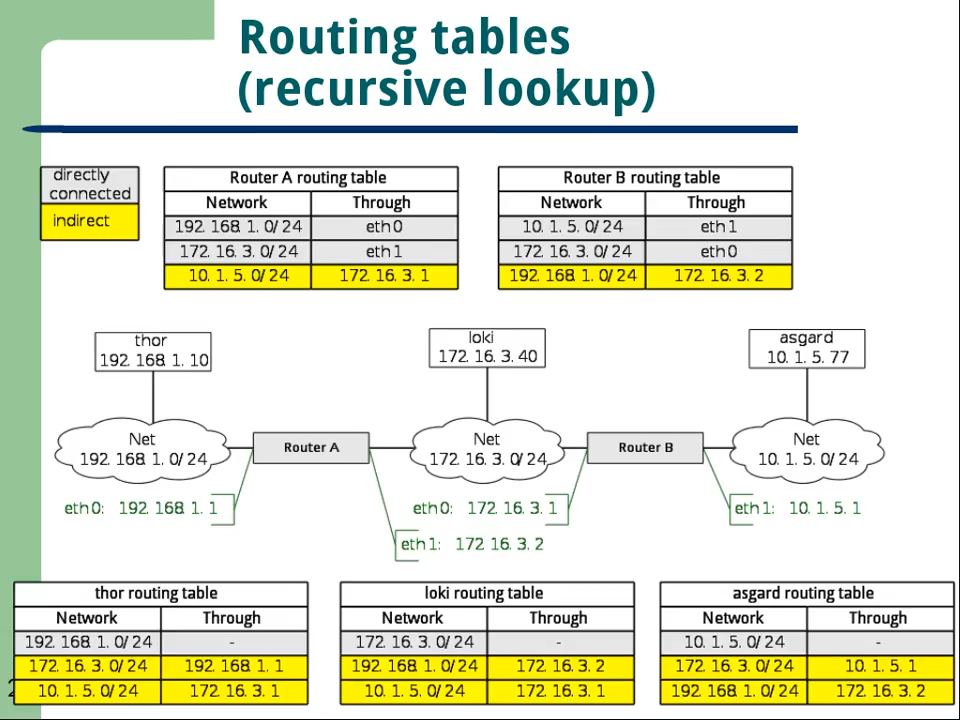 Routing tables
(recursive lookup)
directly
connected
indirect
Router A routing table
Network Through
192.168.1.0/24 eth0
172.16.3.0/24 eth1
10.1.5.0/24 172.16.3.1
Router B routing table
Network Through
10.1.5.0/24 eth1
172.16.3.0/24 eth0
192.168.1.0/24 172.16.3.2
thor
192.168.1.10
loki
172.16.3.40
asgard
10.1.5.77
Net
192.168.1.0/24
Router A
Net
172.16.3.0/24
Router B
Net
10.1.5.0/24
eth0: 192.168.1.1
eth0: 172.16.3.1
eth1: 10.1.5.1
eth1: 172.16.3.2
thor routing table
Network Through
192.168.1.0/24 -
172.16.3.0/24 192.168.1.1
10.1.5.0/24 172.16.3.1
loki routing table
Network Through
172.16.3.0/24 -
192.168.1.0/24 172.16.3.2
10.1.5.0/24 172.16.3.1
asgard routing table
Network Through
10.1.5.0/24 -
172.16.3.0/24 10.1.5.1
192.168.1.0/24 172.16.3.2